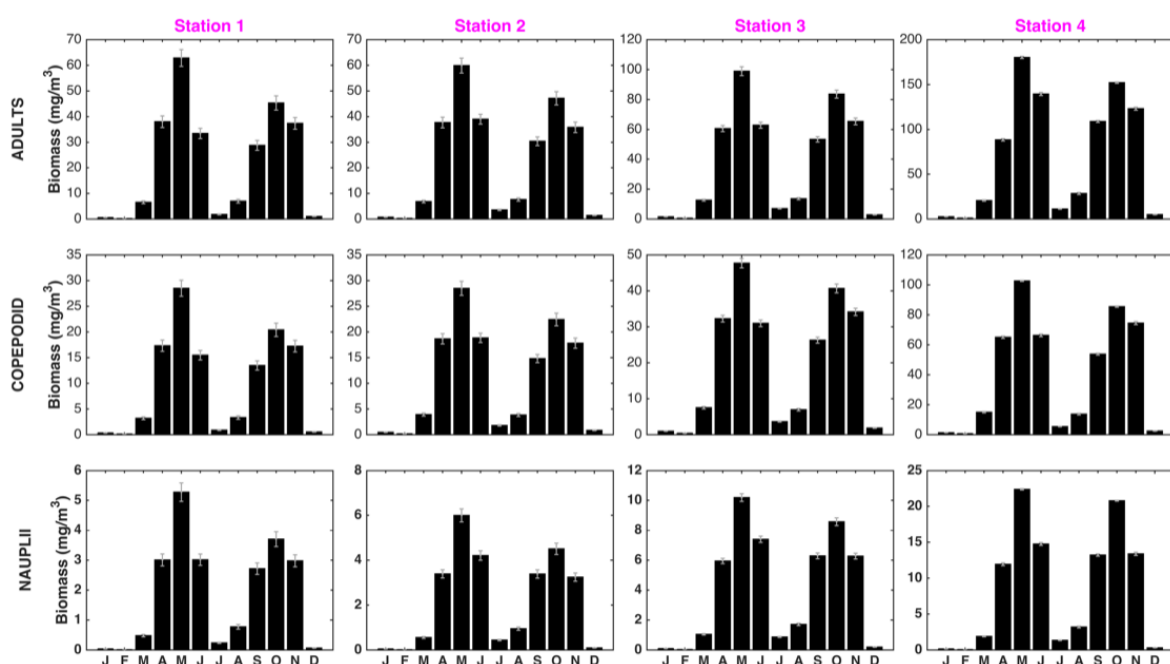 Station 1 Station 2 Station 3 Station 4
ADULTS
Biomass (mg/m³)
70 60 50 40 30 20 10 0
70 60 50 40 30 20 10 0
120 100 80 60 40 20 0
200 150 100 50 0
COPEPODID
Biomass (mg/m³)
35 30 25 20 15 10 5 0
35 30 25 20 15 10 5 0
50 40 30 20 10 0
120 100 80 60 40 20 0
NAUPLII
Biomass (mg/m³)
6 5 4 3 2 1 0
8 6 4 2 0
12 10 8 6 4 2 0
25 20 15 10 5 0
J F M A M J J A S O N D
J F M A M J J A S O N D
J F M A M J J A S O N D
J F M A M J J A S O N D